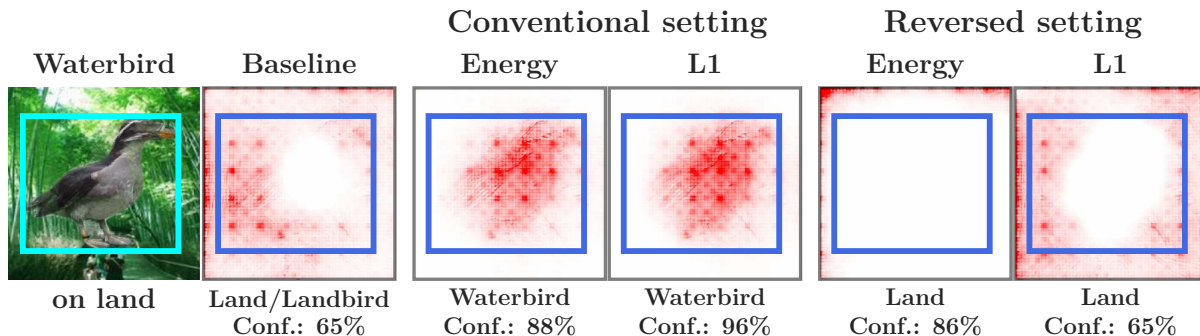 Conventional setting Reversed setting
Waterbird Baseline Energy L1 Energy L1
on land Land/Landbird Waterbird Waterbird Land Land
Conf.: 65% Conf.: 88% Conf.: 96% Conf.: 86% Conf.: 65%